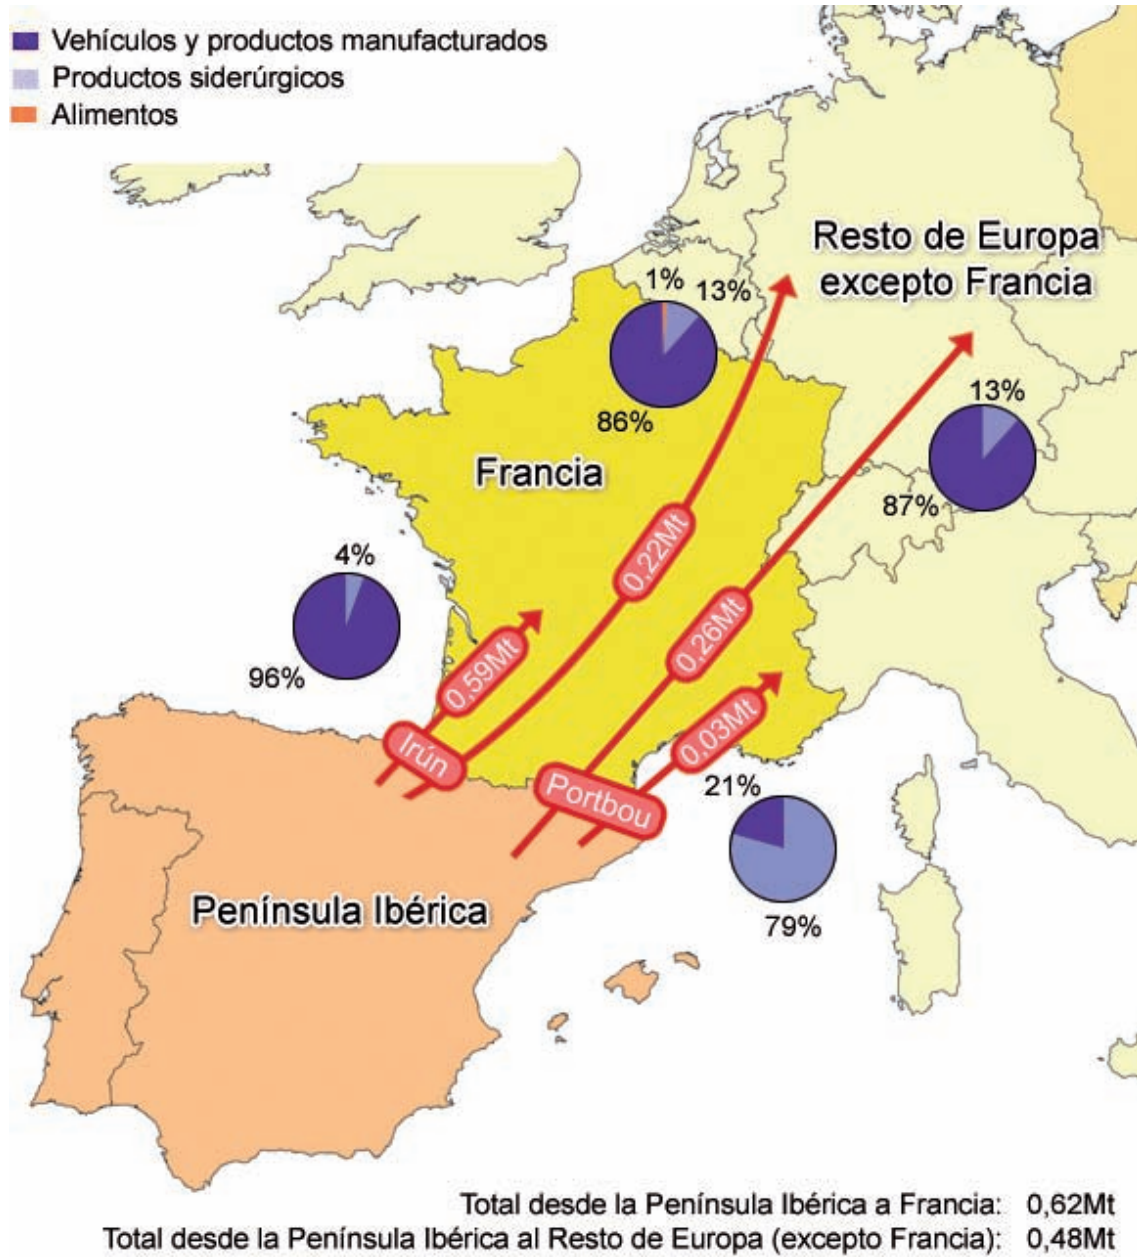 Vehículos y productos manufacturados
Productos siderúrgicos
Alimentos
Resto de Europa
excepto Francia
1%
13%
86%
13%
87%
Francia
0,22Mt
4%
96%
0,59Mt
0,26Mt
0,03Mt
Irún
Portbou
21%
79%
Península Ibérica
Total desde la Península Ibérica a Francia: 0,62Mt
Total desde la Península Ibérica al Resto de Europa (excepto Francia): 0,48Mt